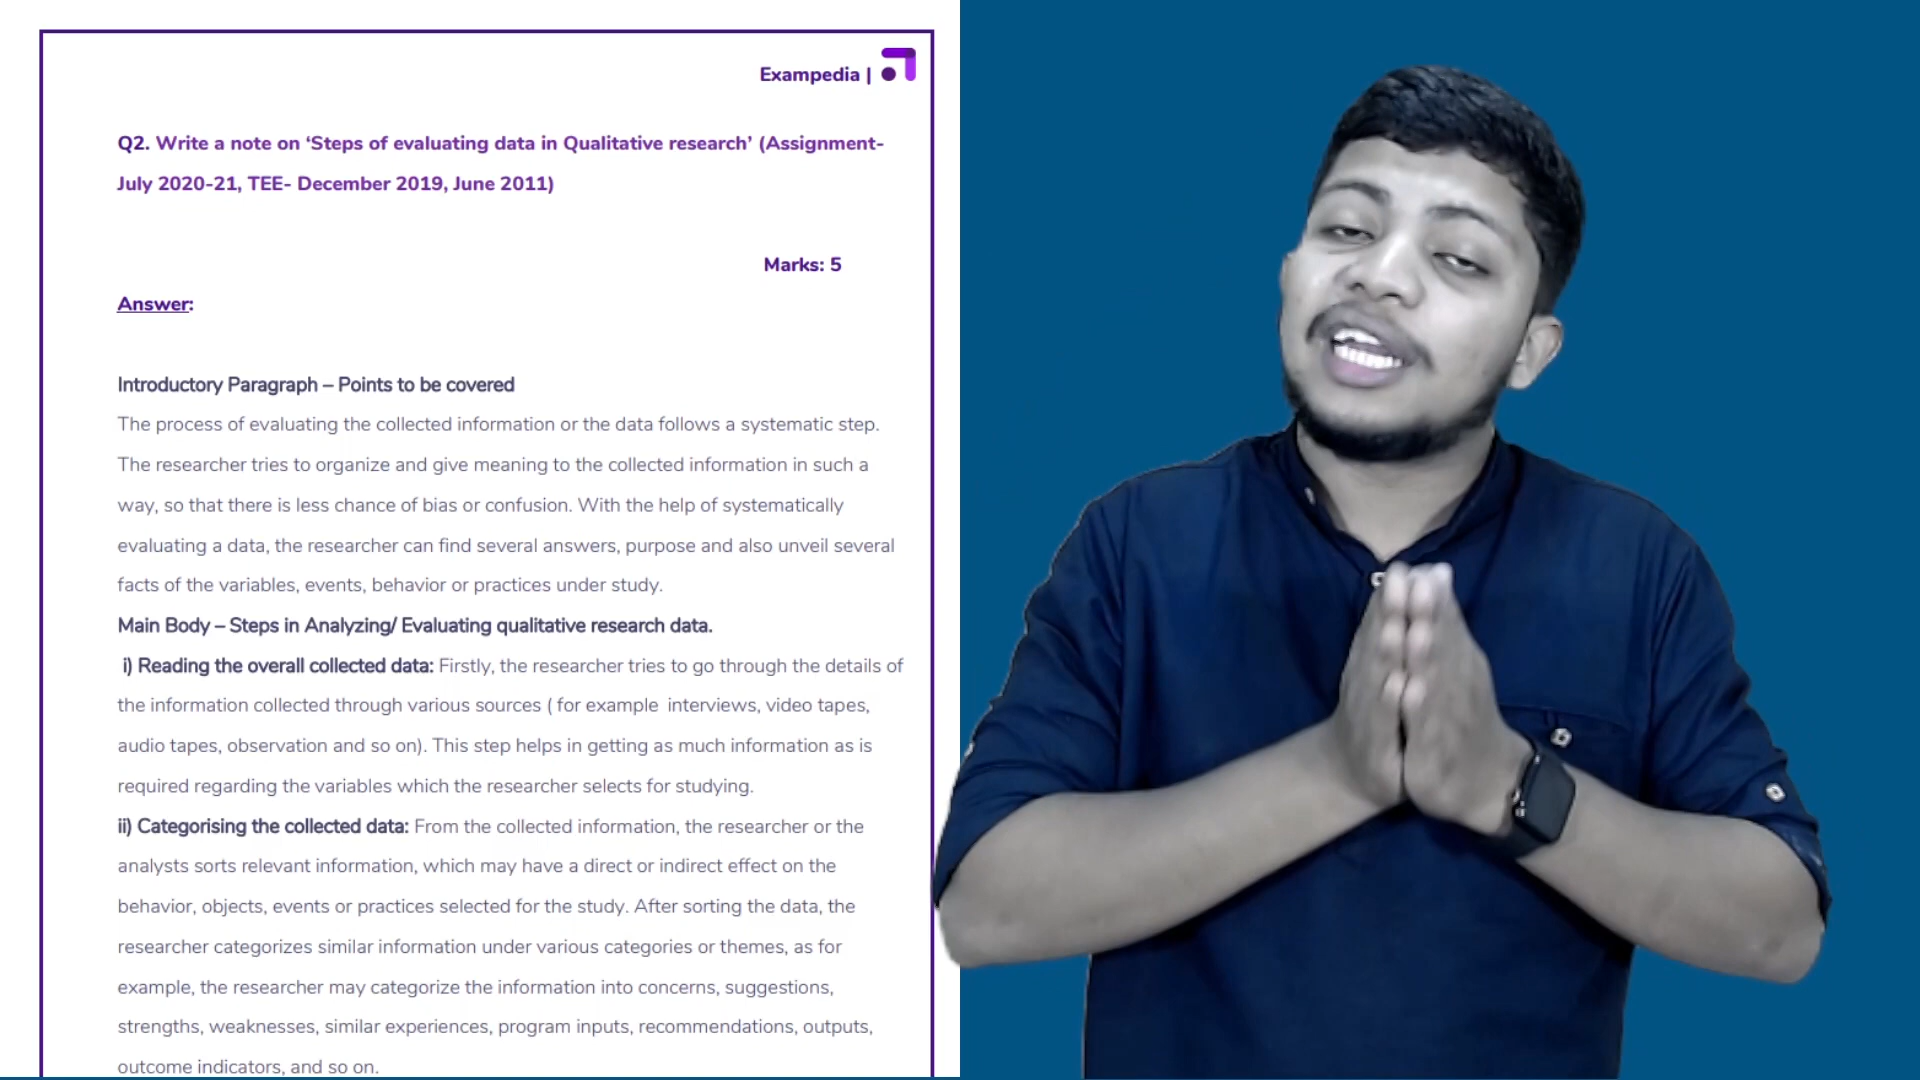 Exampedia |
Q2. Write a note on ‘Steps of evaluating data in Qualitative research’ (Assignment-
July 2020-21, TEE- December 2019, June 2011)
Marks: 5
Answer:
Introductory Paragraph – Points to be covered
The process of evaluating the collected information or the data follows a systematic step.
The researcher tries to organize and give meaning to the collected information in such a
way, so that there is less chance of bias or confusion. With the help of systematically
evaluating a data, the researcher can find several answers, purpose and also unveil several
facts of the variables, events, behavior or practices under study.
Main Body – Steps in Analyzing/ Evaluating qualitative research data.
i) Reading the overall collected data: Firstly, the researcher tries to go through the details of
the information collected through various sources ( for example interviews, video tapes,
audio tapes, observation and so on). This step helps in getting as much information as is
required regarding the variables which the researcher selects for studying.
ii) Categorising the collected data: From the collected information, the researcher or the
analysts sorts relevant information, which may have a direct or indirect effect on the
behavior, objects, events or practices selected for the study. After sorting the data, the
researcher categorizes similar information under various categories or themes, as for
example, the researcher may categorize the information into concerns, suggestions,
strengths, weaknesses, similar experiences, program inputs, recommendations, outputs,
outcome indicators, and so on.